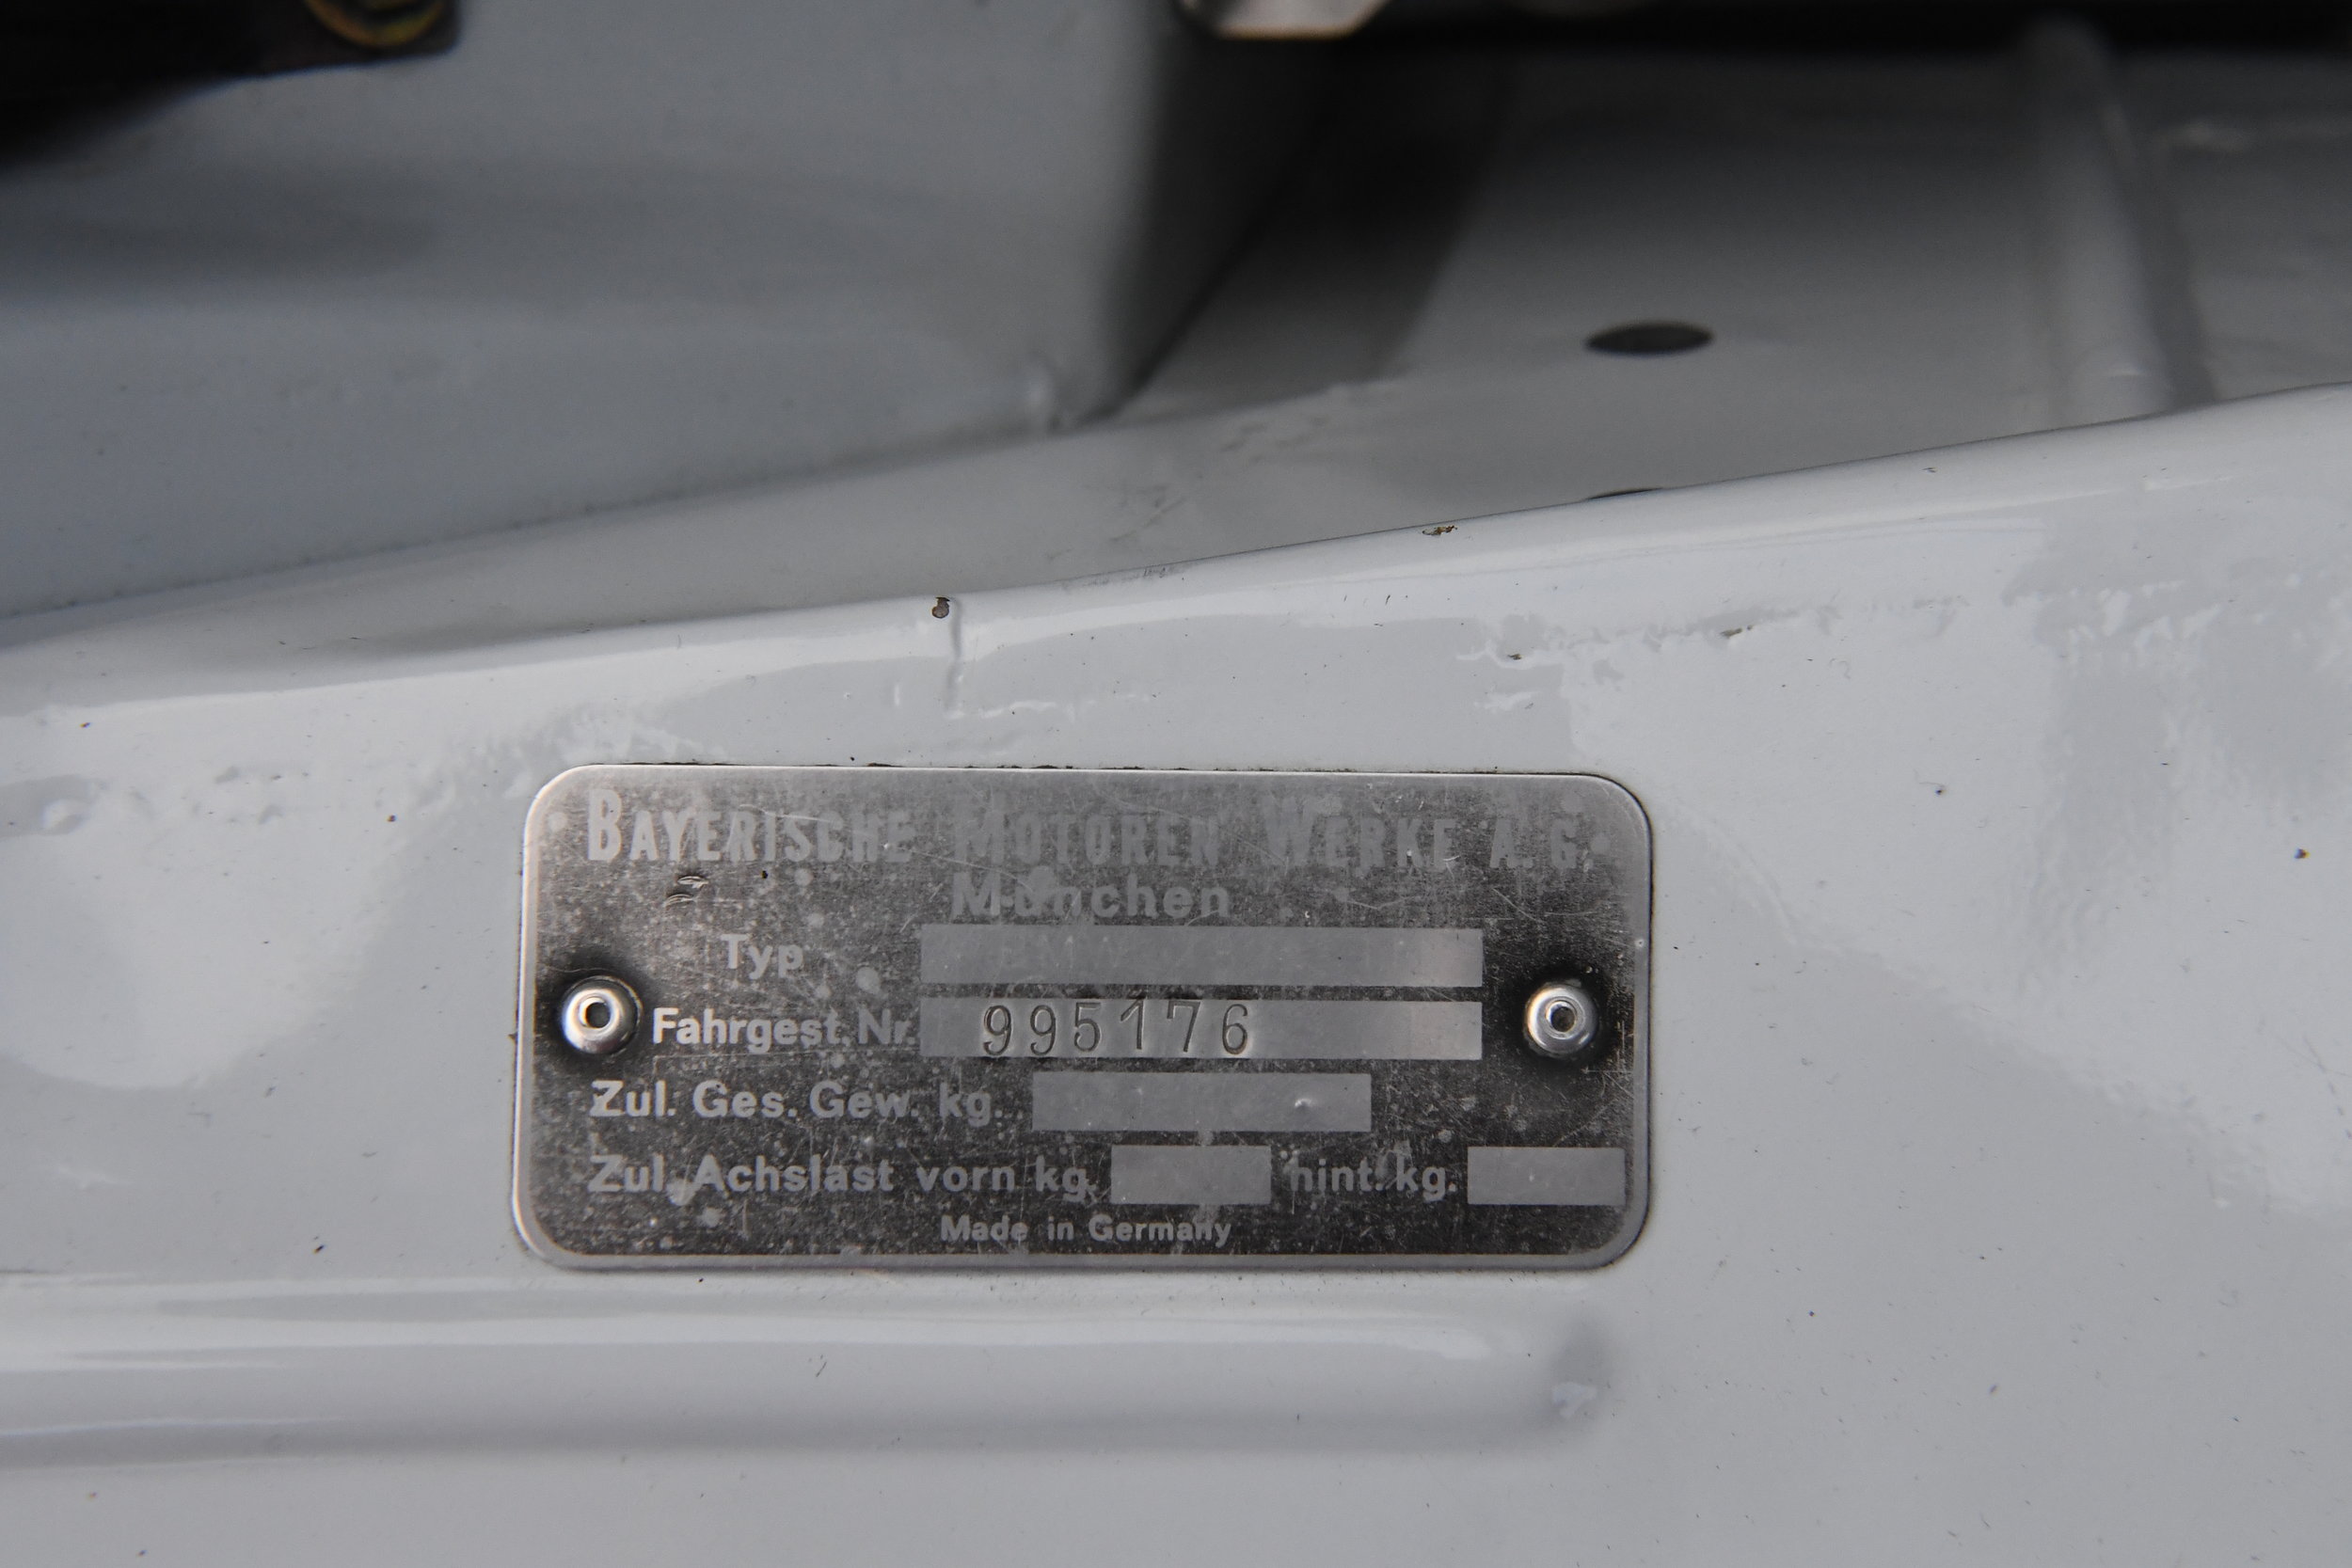 BAYERISCHE MOTOREN WERKE A.G.
München
Typ BMW
Fahrgest. Nr. 995176
Zul. Ges. Gew. kg.
Zul. Achslast vorn kg. hint. kg.
Made in Germany